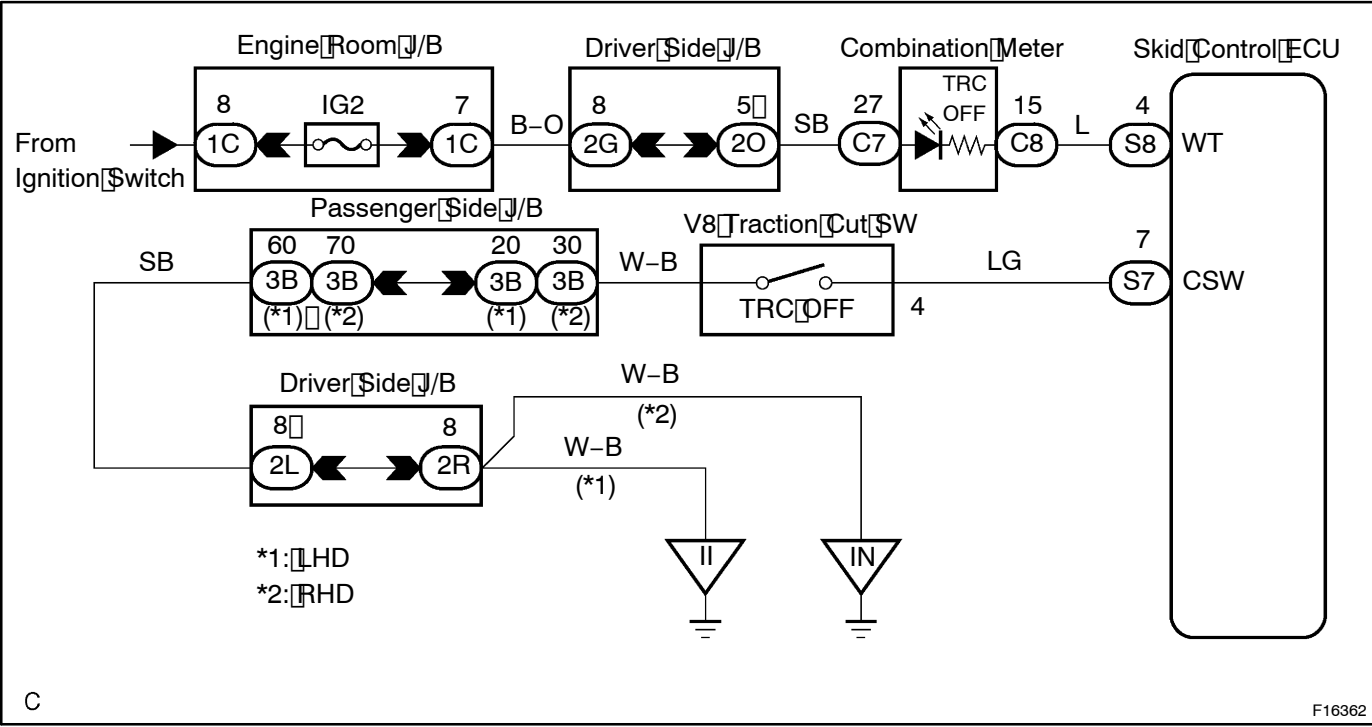 Engine Room J/B
Driver Side J/B
Combination Meter
Skid Control ECU
From
Ignition Switch
8
1C
IG2
7
1C
B–O
8
2G
5
2O
SB
27
C7
TRC
OFF
15
C8
L
4
S8
WT
Passenger Side J/B
SB
60
3B
(*1)
70
3B
(*2)
20
3B
(*1)
30
3B
(*2)
W–B
V8 Traction Cut SW
TRC OFF
4
LG
7
S7
CSW
Driver Side J/B
8
2L
8
2R
W–B
(*2)
W–B
(*1)
II
IN
*1: LHD
*2: RHD
C
F16362